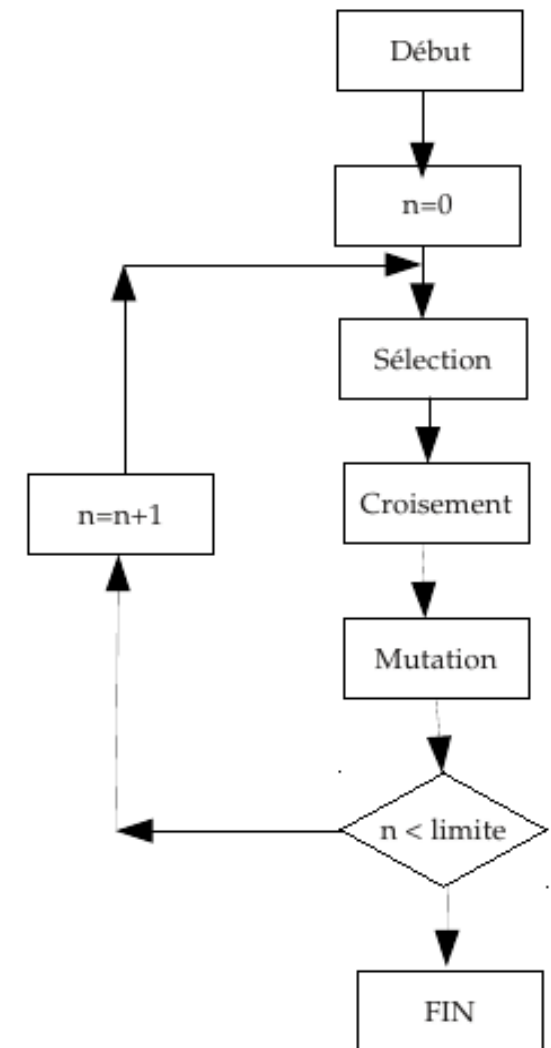 Début
n=0
Sélection
Croisement
n=n+1
Mutation
n < limite
FIN